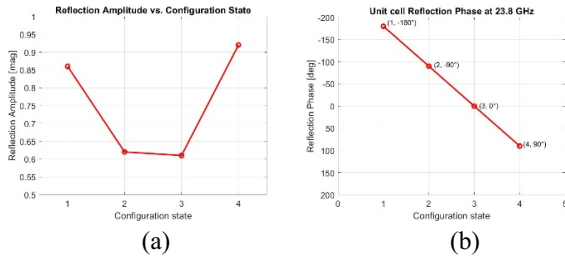 Reflection Amplitude vs. Configuration State
Reflection Amplitude [mag]
1
0.95
0.9
0.85
0.8
0.75
0.7
0.65
0.6
0.55
0.5
1 2 3 4
Configuration state
(a)
Unit cell Reflection Phase at 23.8 GHz
Reflection Phase [deg]
-200
-150
-100
-50
0
50
100
150
200
(1, -180°)
(2, -90°)
(3, 0°)
(4, 90°)
0 1 2 3 4 5
Configuration state
(b)